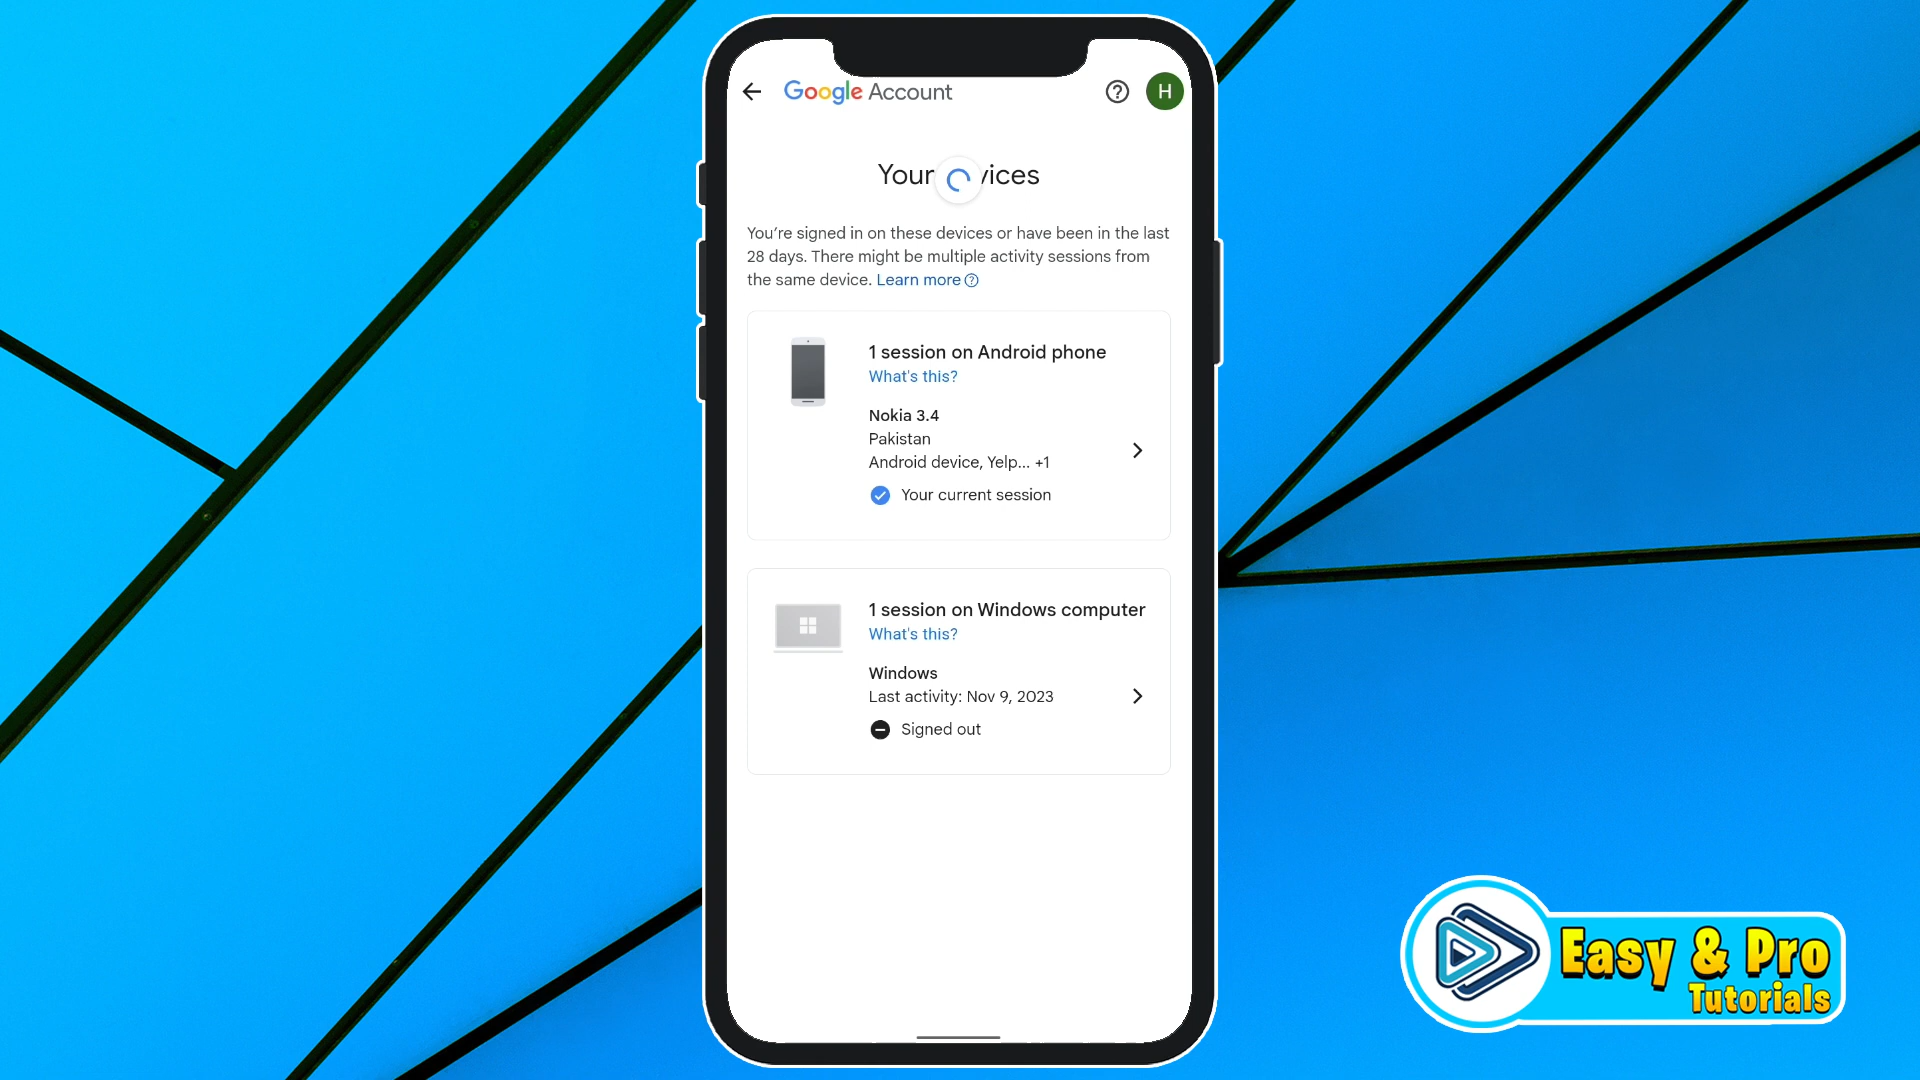 Google Account
H
Your vices
You're signed in on these devices or have been in the last
28 days. There might be multiple activity sessions from
the same device. Learn more
1 session on Android phone
What's this?
Nokia 3.4
Pakistan
Android device, Yelp... +1
Your current session
1 session on Windows computer
What's this?
Windows
Last activity: Nov 9, 2023
Signed out
Easy & Pro
Tutorials